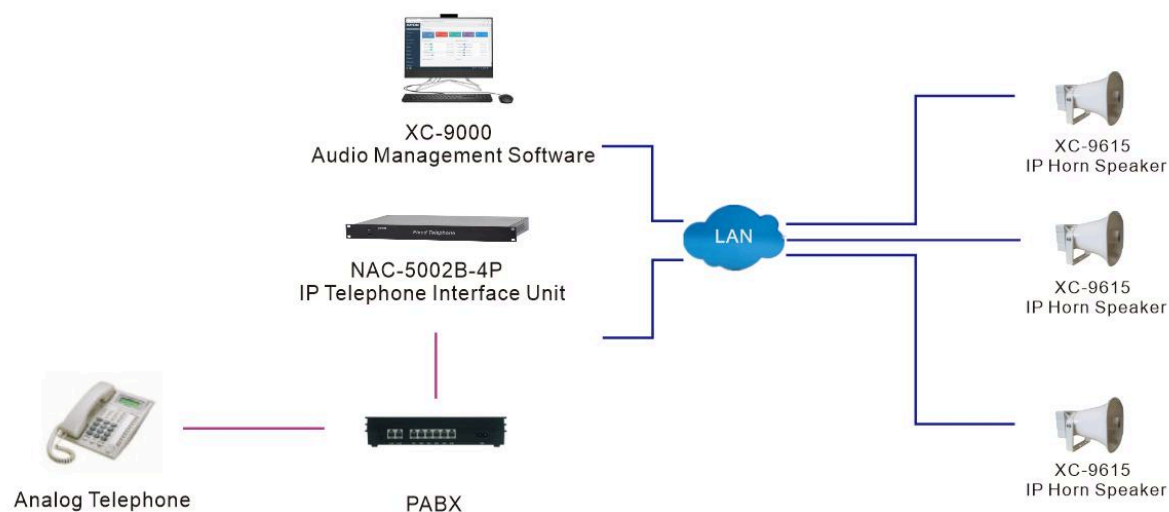 XC-9000
Audio Management Software
NAC-5002B-4P
IP Telephone Interface Unit
Analog Telephone
PABX
LAN
XC-9615
IP Horn Speaker
XC-9615
IP Horn Speaker
XC-9615
IP Horn Speaker